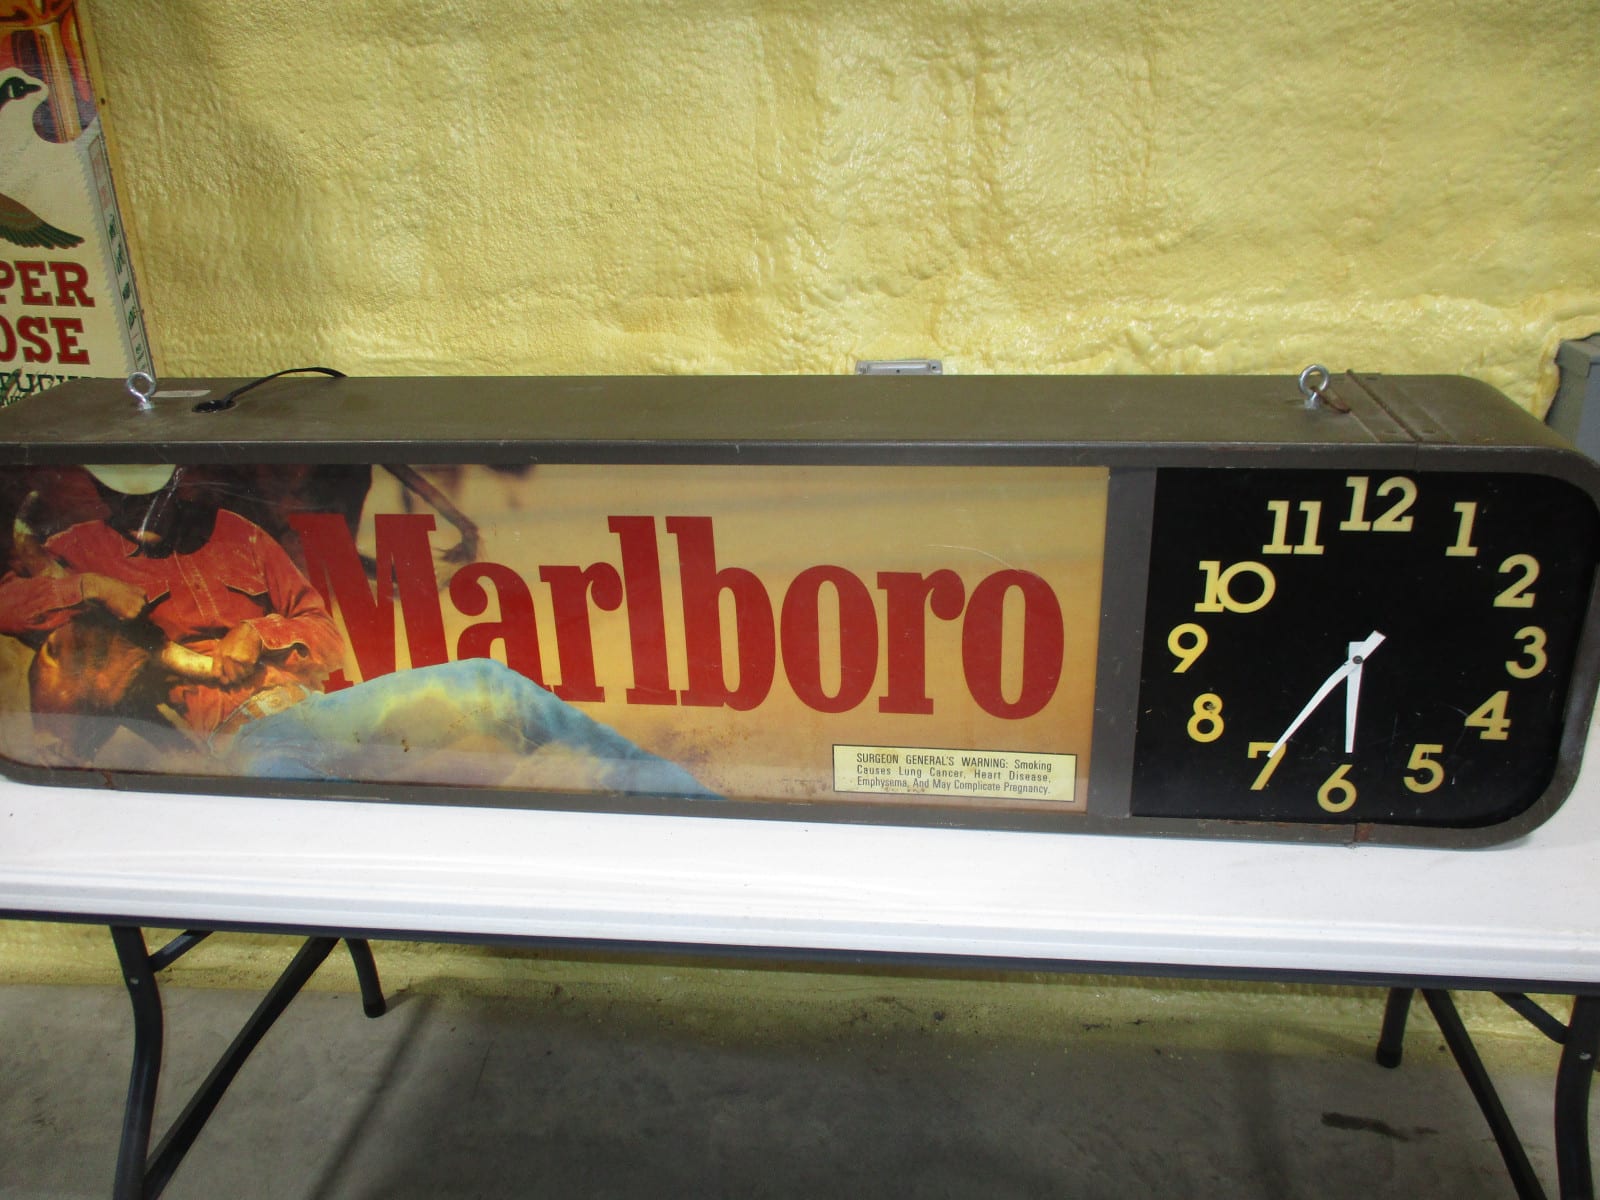 PER
OSE
Marlboro
SURGEON GENERAL'S WARNING: Smoking
Causes Lung Cancer, Heart Disease,
Emphysema, And May Complicate Pregnancy.
12
1
2
3
4
5
6
7
8
9
10
11